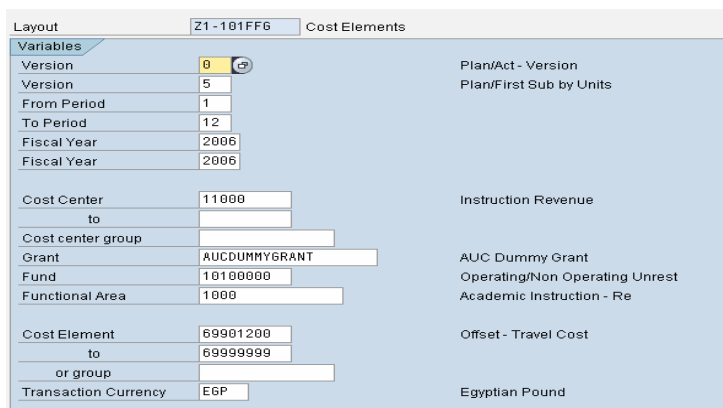 Layout Z1-101FFG Cost Elements
Variables
Version 0 Plan/Act - Version
Version 5 Plan/First Sub by Units
From Period 1
To Period 12
Fiscal Year 2006
Fiscal Year 2006
Cost Center 11000 Instruction Revenue
to
Cost center group
Grant AUCDUMMYGRANT AUC Dummy Grant
Fund 10100000 Operating/Non Operating Unrest
Functional Area 1000 Academic Instruction - Re
Cost Element 69901200 Offset - Travel Cost
to 69999999
or group
Transaction Currency EGP Egyptian Pound